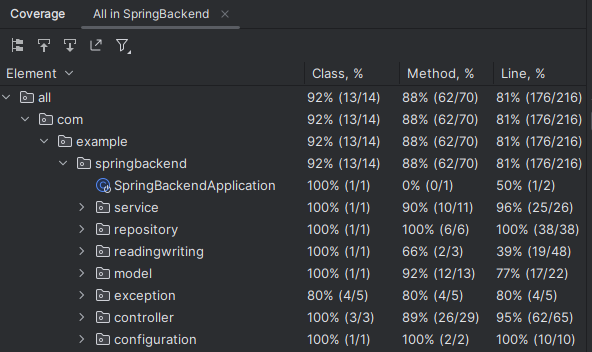 Coverage All in SpringBackend
Element Class, % Method, % Line, %
all 92% (13/14) 88% (62/70) 81% (176/216)
com 92% (13/14) 88% (62/70) 81% (176/216)
example 92% (13/14) 88% (62/70) 81% (176/216)
springbackend 92% (13/14) 88% (62/70) 81% (176/216)
SpringBackendApplication 100% (1/1) 0% (0/1) 50% (1/2)
service 100% (1/1) 90% (10/11) 96% (25/26)
repository 100% (1/1) 100% (6/6) 100% (38/38)
readingwriting 100% (1/1) 66% (2/3) 39% (19/48)
model 100% (1/1) 92% (12/13) 77% (17/22)
exception 80% (4/5) 80% (4/5) 80% (4/5)
controller 100% (3/3) 89% (26/29) 95% (62/65)
configuration 100% (1/1) 100% (2/2) 100% (10/10)